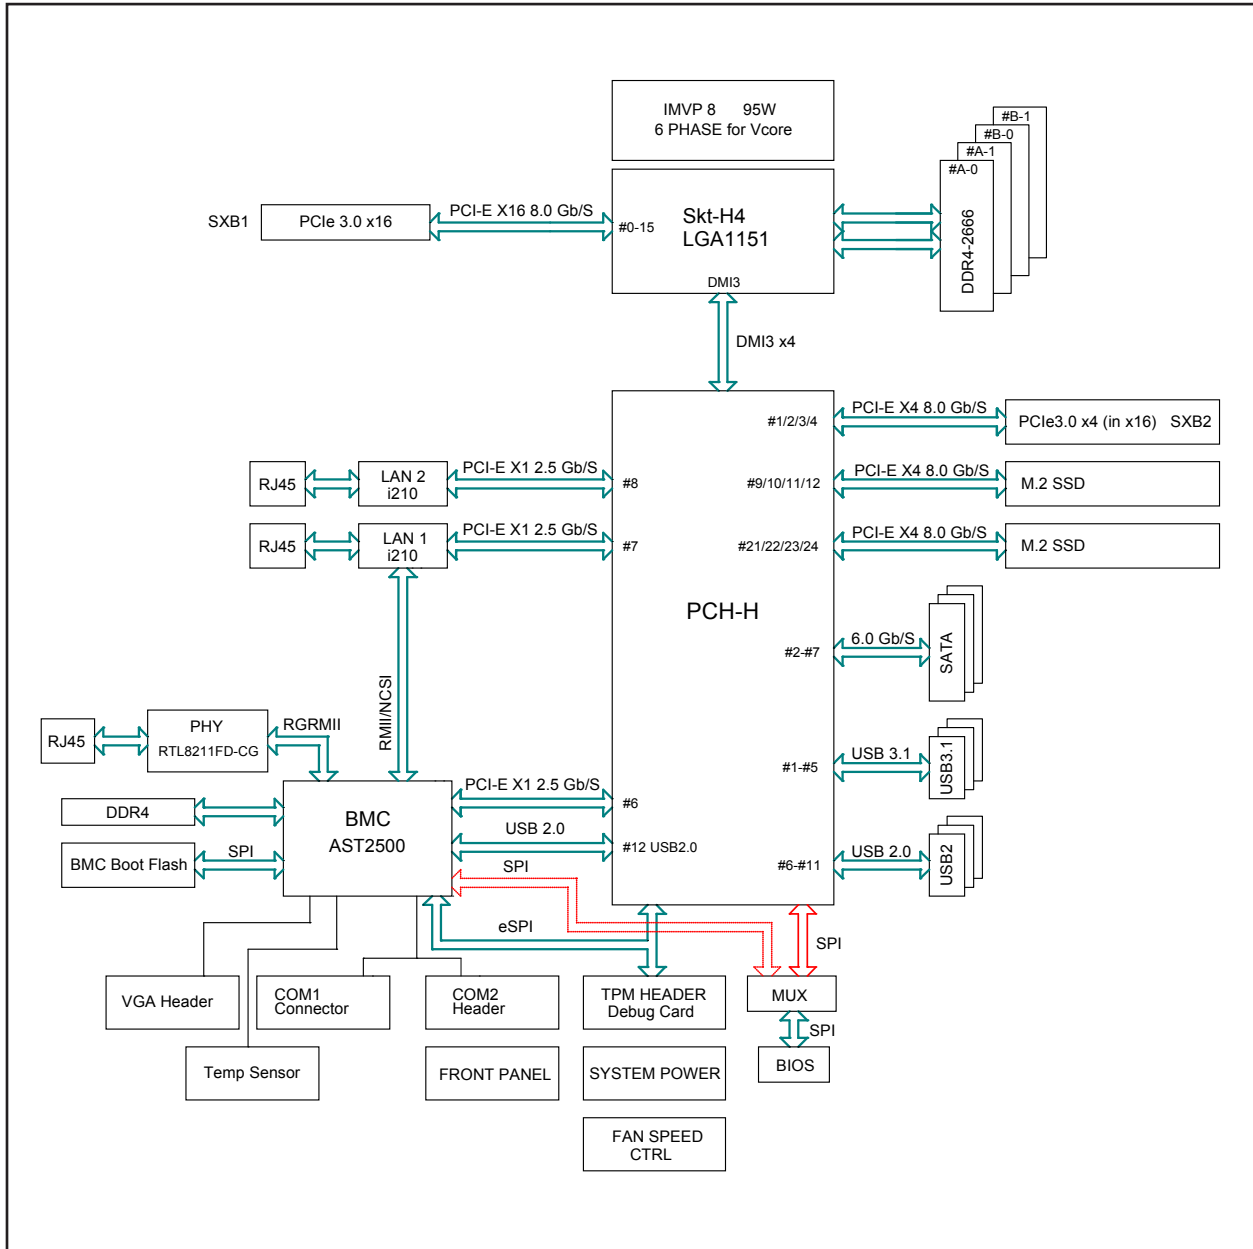 IMVP 8 95W
6 PHASE for Vcore
#B-1
#B-0
#A-1
#A-0
DDR4-2666
SXB1
PCIe 3.0 x16
PCI-E X16 8.0 Gb/S
#0-15
Skt-H4
LGA1151
DMI3
DMI3 x4
#1/2/3/4
PCI-E X4 8.0 Gb/S
PCIe3.0 x4 (in x16) SXB2
RJ45
LAN 2
i210
PCI-E X1 2.5 Gb/S
#8
#9/10/11/12
PCI-E X4 8.0 Gb/S
M.2 SSD
RJ45
LAN 1
i210
PCI-E X1 2.5 Gb/S
#7
#21/22/23/24
PCI-E X4 8.0 Gb/S
M.2 SSD
PCH-H
#2-#7
6.0 Gb/S
SATA
RMII/NCSI
RJ45
PHY
RTL8211FD-CG
RGRMII
#1-#5
USB 3.1
USB3.1
DDR4
BMC
AST2500
PCI-E X1 2.5 Gb/S
#6
USB 2.0
#12 USB2.0
BMC Boot Flash
SPI
#6-#11
USB 2.0
USB2
SPI
eSPI
SPI
VGA Header
COM1
Connector
COM2
Header
TPM HEADER
Debug Card
MUX
SPI
BIOS
Temp Sensor
FRONT PANEL
SYSTEM POWER
FAN SPEED
CTRL